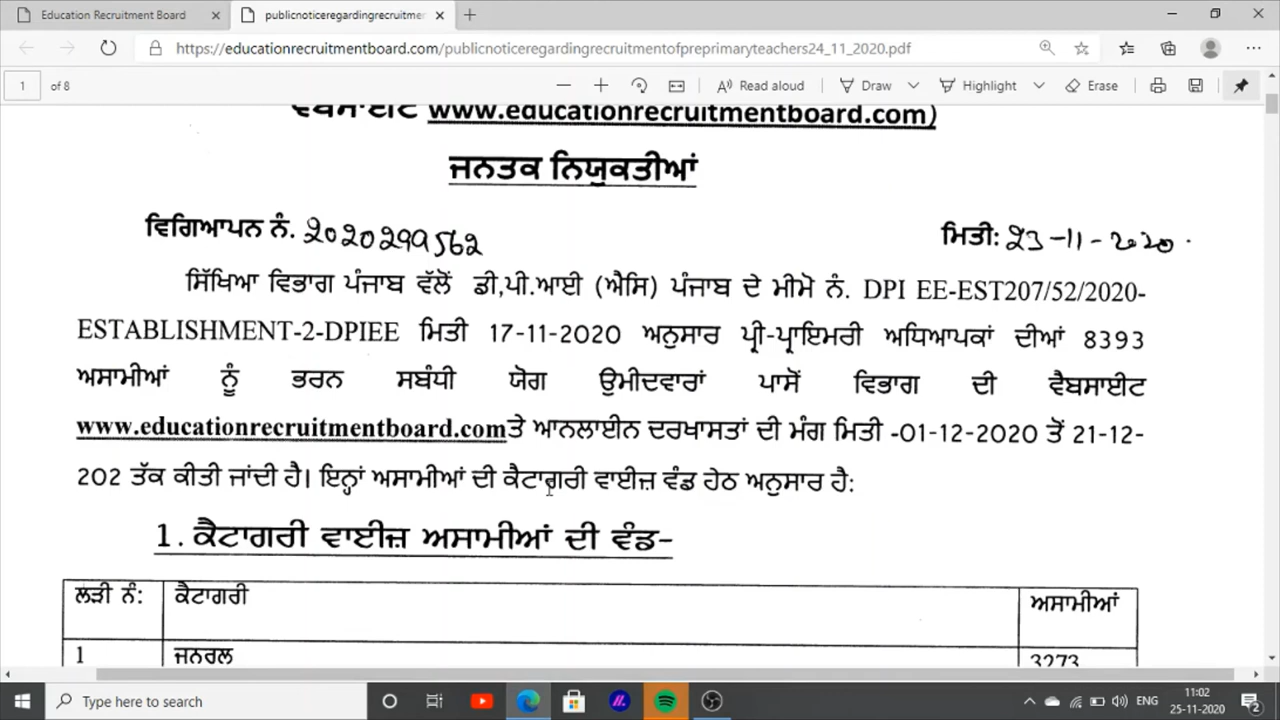 Education Recruitment Board
publicnoticeregardingrecruitmen
https://educationrecruitmentboard.com/publicnoticeregardingrecruitmentofpreprimaryteachers24_11_2020.pdf
1 of 8
Read aloud Draw Highlight Erase
ਵੈਬਸਾਈਟ www.educationrecruitmentboard.com)
ਜਨਤਕ ਨਿਯੁਕਤੀਆਂ
ਵਿਗਿਆਪਨ ਨੰ. 2020299562 ਮਿਤੀ: 23-11-2020.
ਸਿੱਖਿਆ ਵਿਭਾਗ ਪੰਜਾਬ ਵੱਲੋਂ ਡੀ,ਪੀ.ਆਈ (ਐਸਿ) ਪੰਜਾਬ ਦੇ ਮੀਮੋ ਨੰ. DPI EE-EST207/52/2020-
ESTABLISHMENT-2-DPIEE ਮਿਤੀ 17-11-2020 ਅਨੁਸਾਰ ਪ੍ਰੀ-ਪ੍ਰਾਇਮਰੀ ਅਧਿਆਪਕਾਂ ਦੀਆਂ 8393
ਅਸਾਮੀਆਂ ਨੂੰ ਭਰਨ ਸਬੰਧੀ ਯੋਗ ਉਮੀਦਵਾਰਾਂ ਪਾਸੋਂ ਵਿਭਾਗ ਦੀ ਵੈਬਸਾਈਟ
www.educationrecruitmentboard.comਤੇ ਆਨਲਾਈਨ ਦਰਖਾਸਤਾਂ ਦੀ ਮੰਗ ਮਿਤੀ -01-12-2020 ਤੋਂ 21-12-
202 ਤੱਕ ਕੀਤੀ ਜਾਂਦੀ ਹੈ। ਇਨ੍ਹਾਂ ਅਸਾਮੀਆਂ ਦੀ ਕੈਟਾਗਰੀ ਵਾਈਜ਼ ਵੰਡ ਹੇਠ ਅਨੁਸਾਰ ਹੈ:
1. ਕੈਟਾਗਰੀ ਵਾਈਜ਼ ਅਸਾਮੀਆਂ ਦੀ ਵੰਡ-
ਲੜੀ ਨੰ: ਕੈਟਾਗਰੀ ਅਸਾਮੀਆਂ
1 ਜਨਰਲ 3273
Type here to search
ENG
11:02
25-11-2020
2